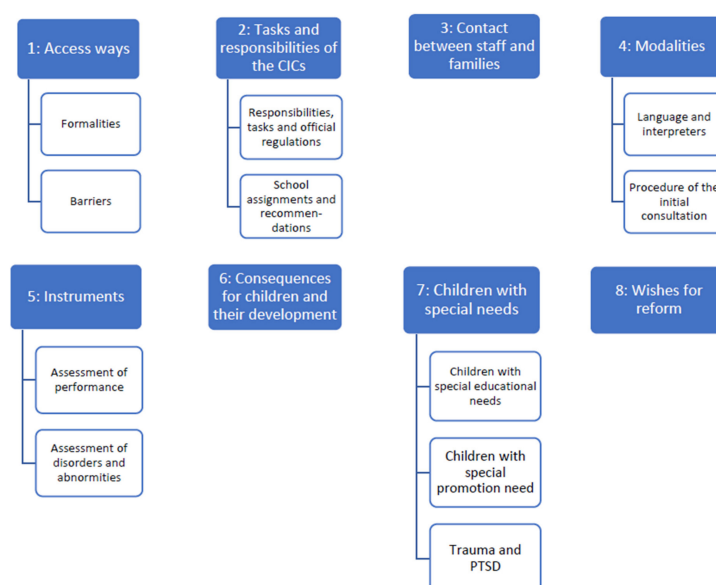 1: Access ways
Formalities
Barriers
2: Tasks and
responsibilities of
the CICs
Responsibilities,
tasks and official
regulations
School
assignments and
recommen-
dations
3: Contact
between staff and
families
4: Modalities
Language and
interpreters
Procedure of the
initial
consultation
5: Instruments
Assessment of
performance
Assessment of
disorders and
abnormities
6: Consequences
for children and
their development
7: Children with
special needs
Children with
special educational
needs
Children with
special
promotion need
Trauma and
PTSD
8: Wishes for
reform